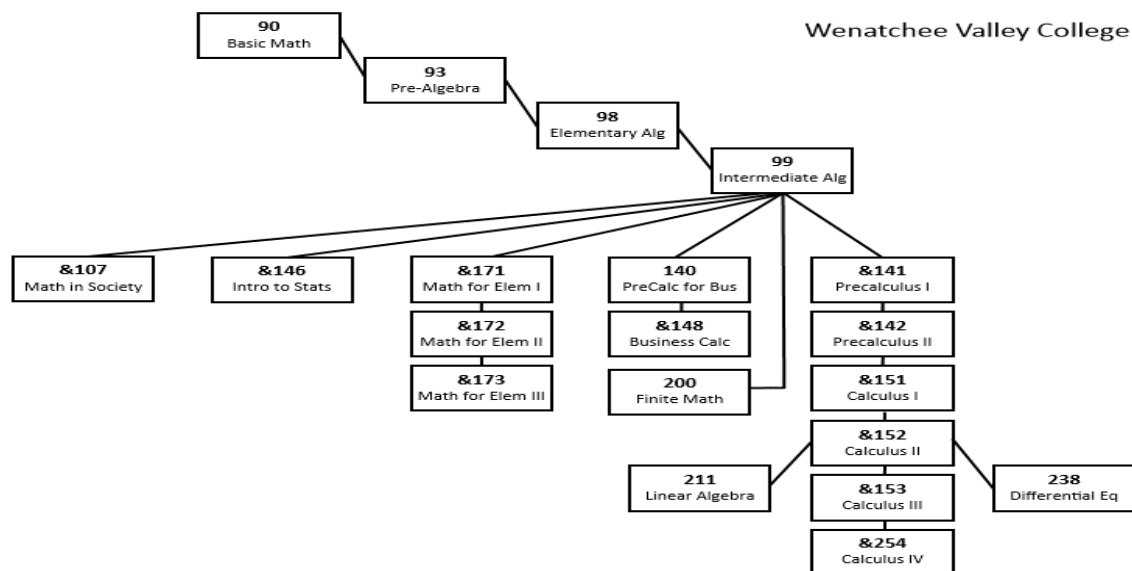 90
Basic Math
Wenatchee Valley College
93
Pre-Algebra
98
Elementary Alg
99
Intermediate Alg
&107
Math in Society
&146
Intro to Stats
&171
Math for Elem I
140
PreCalc for Bus
&141
Precalculus I
&172
Math for Elem II
&148
Business Calc
&142
Precalculus II
&173
Math for Elem III
200
Finite Math
&151
Calculus I
&152
Calculus II
211
Linear Algebra
&153
Calculus III
238
Differential Eq
&254
Calculus IV